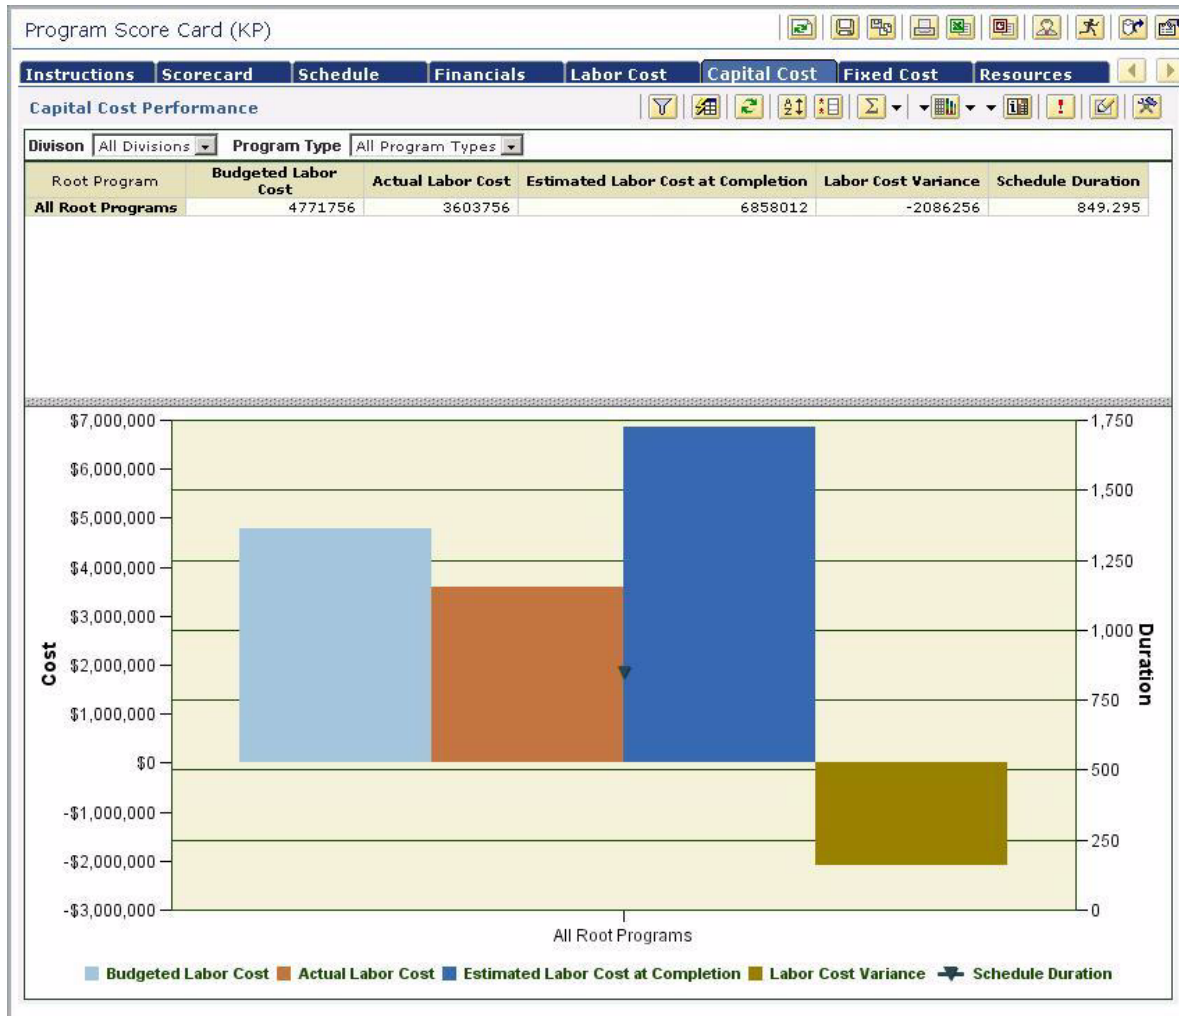 Program Score Card (KP)
Instructions Scorecard Schedule Financials Labor Cost Capital Cost Fixed Cost Resources
Capital Cost Performance
Divison All Divisions Program Type All Program Types
Root Program Budgeted Labor Cost Actual Labor Cost Estimated Labor Cost at Completion Labor Cost Variance Schedule Duration
All Root Programs 4771756 3603756 6858012 -2086256 849.295
$7,000,000 1,750
$6,000,000
1,500
$5,000,000
$4,000,000 1,250
$3,000,000
1,000
Cost
Duration
$2,000,000
$1,000,000 750
$0
500
-$1,000,000
250
-$2,000,000
-$3,000,000 0
All Root Programs
Budgeted Labor Cost Actual Labor Cost Estimated Labor Cost at Completion Labor Cost Variance Schedule Duration